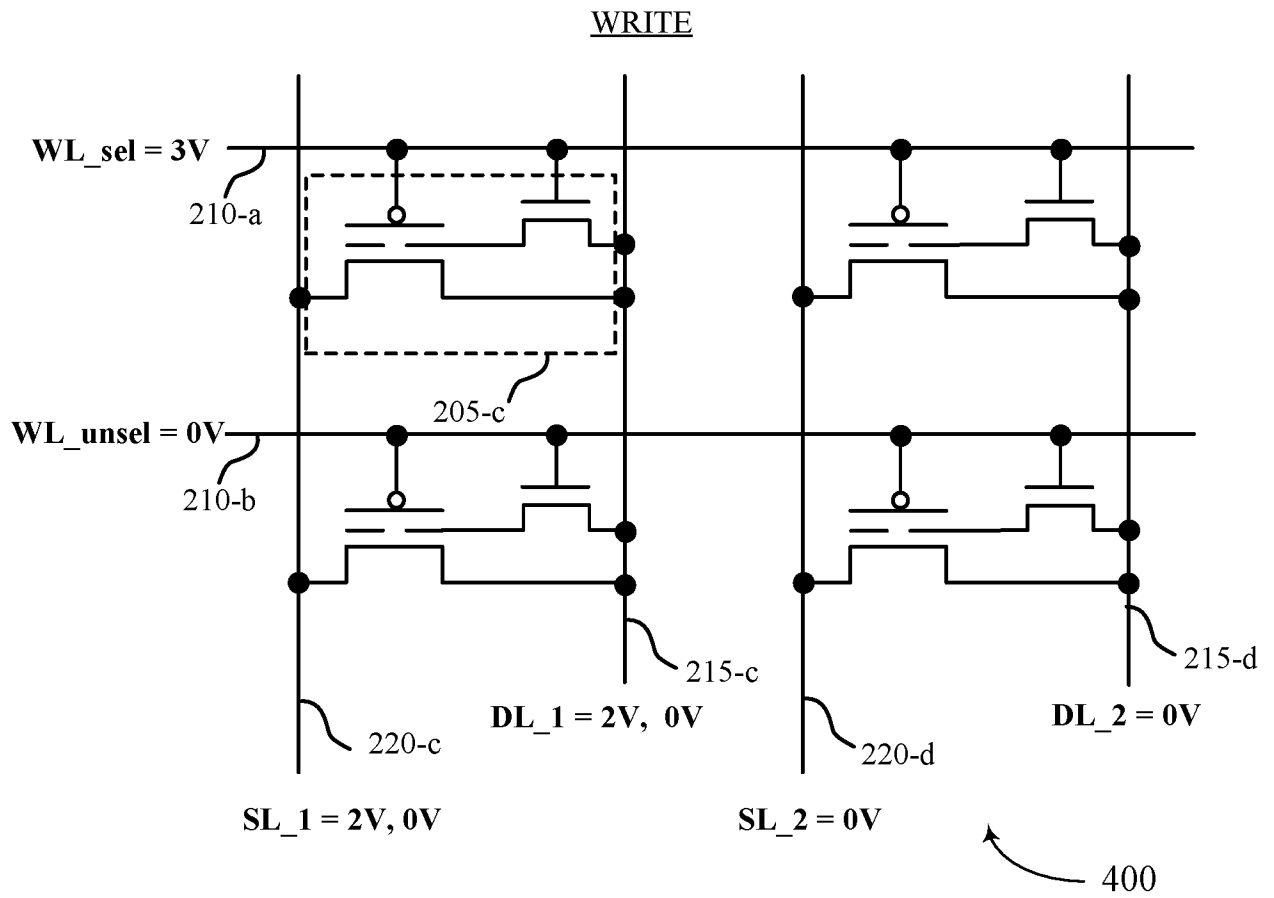 WRITE
WL_sel = 3V
210-a
205-c
WL_unsel = 0V
210-b
215-c
215-d
DL_1 = 2V, 0V
DL_2 = 0V
220-c
220-d
SL_1 = 2V, 0V
SL_2 = 0V
400